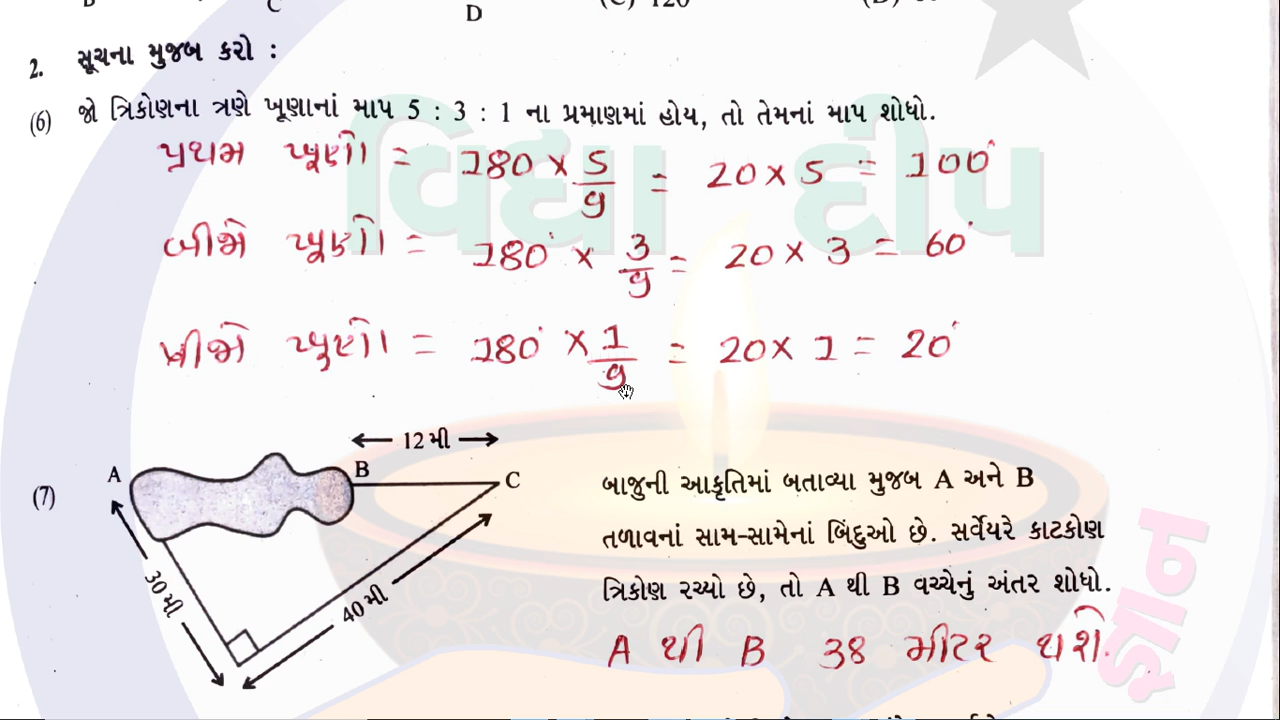 B C D (C) 120
2. સૂચના મુજબ કરો :
(6) જો ત્રિકોણના ત્રણે ખૂણાનાં માપ 5 : 3 : 1 ના પ્રમાણમાં હોય, તો તેમનાં માપ શોધો.
પ્રથમ ખૂણો = 180 × 5/9 = 20 × 5 = 100°
બીજો ખૂણો = 180° × 3/9 = 20 × 3 = 60°
ત્રીજો ખુણો = 180° × 1/9 = 20 × 1 = 20°
વિદ્યા દીપ
(7) A B C 12 મી 30 મી 40 મી
બાજુની આકૃતિમાં બતાવ્યા મુજબ A અને B
તળાવનાં સામ-સામેનાં બિંદુઓ છે. સર્વેયરે કાટકોણ
ત્રિકોણ રચ્યો છે, તો A થી B વચ્ચેનું અંતર શોધો.
A થી B 38 મીટર થશે.
જ્ઞાન